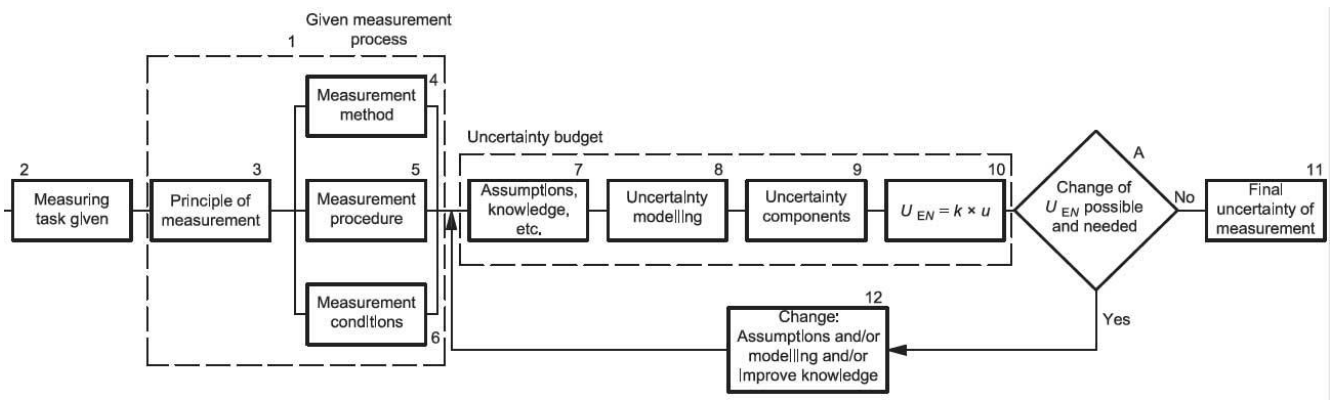 Given measurement
process
1
4
Measurement
method
Uncertainty budget
2
Measuring
task given
3
Principle of
measurement
5
Measurement
procedure
7
Assumptions,
knowledge,
etc.
8
Uncertainty
modelling
9
Uncertainty
components
10
U EN = k × u
A
Change of
U EN possible
and needed
No
11
Final
uncertainty of
measurement
Measurement
conditions
6
Yes
12
Change:
Assumptions and/or
modelling and/or
improve knowledge